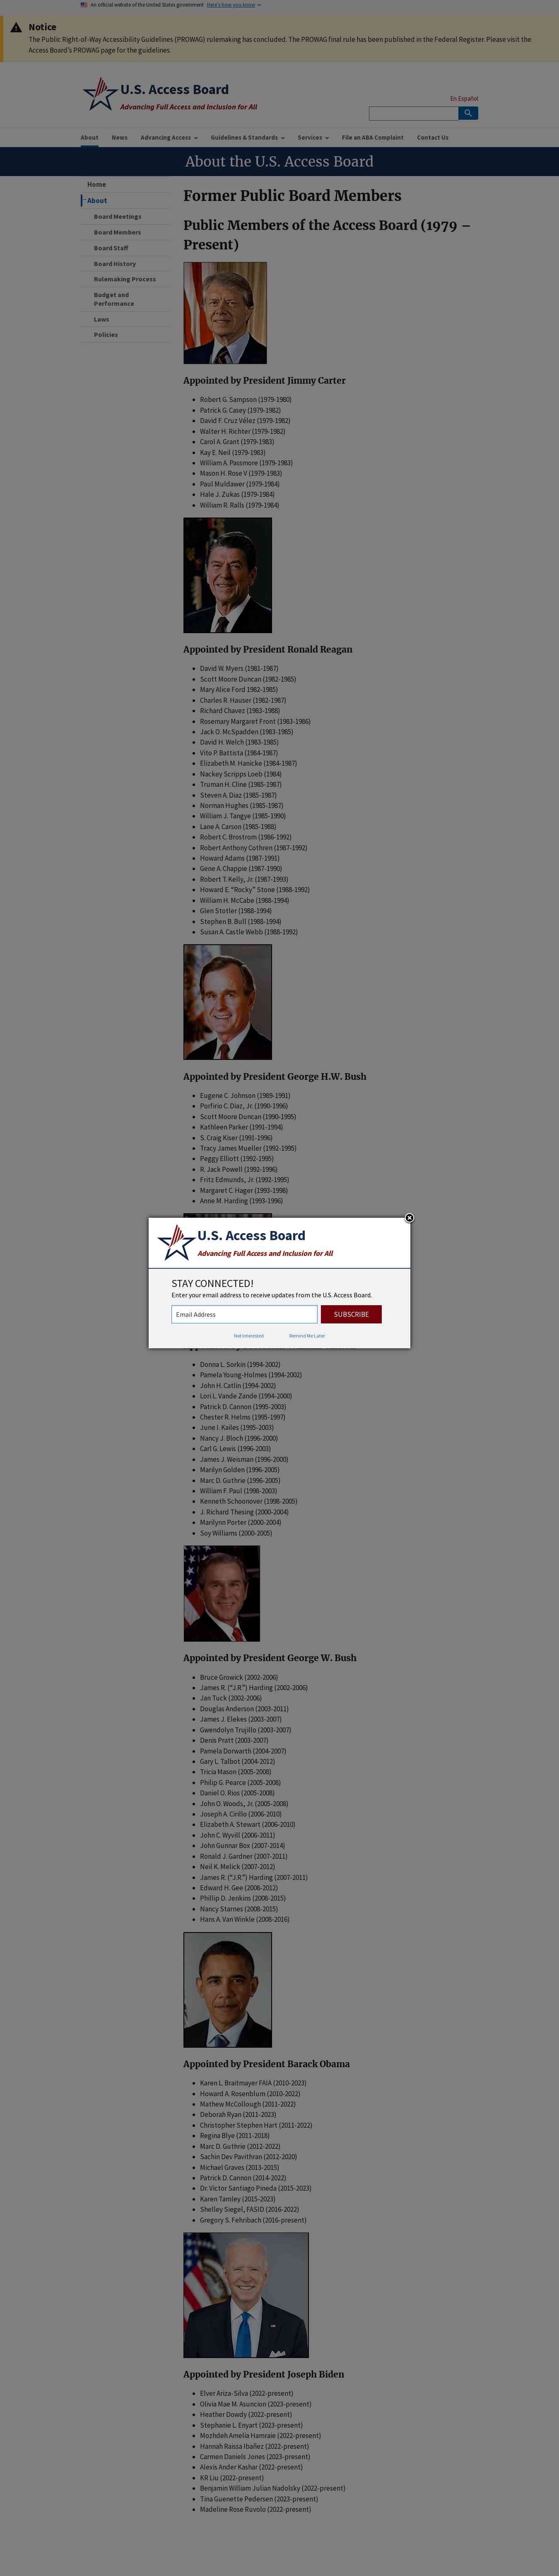 An official website of the United States government Here's how you know
Notice
The Public Right-of-Way Accessibility Guidelines (PROWAG) rulemaking has concluded. The PROWAG final rule has been published in the Federal Register. Please visit the
Access Board's PROWAG page for the guidelines.
U.S. Access Board
Advancing Full Access and Inclusion for All
En Español
About News Advancing Access Guidelines & Standards Services File an ABA Complaint Contact Us
About the U.S. Access Board
Home
About
Board Meetings
Board Members
Board Staff
Board History
Rulemaking Process
Budget and
Performance
Laws
Policies
Former Public Board Members
Public Members of the Access Board (1979 –
Present)
Appointed by President Jimmy Carter
Robert G. Sampson (1979-1980)
Patrick G. Casey (1979-1982)
David F. Cruz Vélez (1979-1982)
Walter H. Richter (1979-1982)
Carol A. Grant (1979-1983)
Kay E. Neil (1979-1983)
William A. Passmore (1979-1983)
Mason H. Rose V (1979-1983)
Paul Muldawer (1979-1984)
Hale J. Zukas (1979-1984)
William R. Ralls (1979-1984)
Appointed by President Ronald Reagan
David W. Myers (1981-1987)
Scott Moore Duncan (1982-1985)
Mary Alice Ford 1982-1985)
Charles R. Hauser (1982-1987)
Richard Chavez (1983-1988)
Rosemary Margaret Front (1983-1986)
Jack O. McSpadden (1983-1985)
David H. Welch (1983-1985)
Vito P. Battista (1984-1987)
Elizabeth M. Hanicke (1984-1987)
Nackey Scripps Loeb (1984)
Truman H. Cline (1985-1987)
Steven A. Diaz (1985-1987)
Norman Hughes (1985-1987)
William J. Tangye (1985-1990)
Lane A. Carson (1985-1988)
Robert C. Brostrom (1986-1992)
Robert Anthony Cothren (1987-1992)
Howard Adams (1987-1991)
Gene A. Chappie (1987-1990)
Robert T. Kelly, Jr. (1987-1993)
Howard E. "Rocky" Stone (1988-1992)
William H. McCabe (1988-1994)
Glen Stotler (1988-1994)
Stephen B. Bull (1988-1994)
Susan A. Castle Webb (1988-1992)
Appointed by President George H.W. Bush
Eugene C. Johnson (1989-1991)
Porfirio C. Diaz, Jr. (1990-1996)
Scott Moore Duncan (1990-1995)
Kathleen Parker (1991-1994)
S. Craig Kiser (1991-1996)
Tracy James Mueller (1992-1995)
Peggy Elliott (1992-1995)
R. Jack Powell (1992-1996)
Fritz Edmunds, Jr. (1992-1995)
Margaret C. Hager (1993-1996)
Anne M. Harding (1993-1996)
U.S. Access Board
Advancing Full Access and Inclusion for All
STAY CONNECTED!
Enter your email address to receive updates from the U.S. Access Board.
Email Address SUBSCRIBE
Not Interested Remind Me Later
Donna L. Sorkin (1994-2002)
Pamela Young-Holmes (1994-2002)
John H. Catlin (1994-2002)
Lori L. Vande Zande (1994-2000)
Patrick D. Cannon (1995-2003)
Chester R. Helms (1995-1997)
June I. Kailes (1995-2003)
Nancy J. Bloch (1996-2000)
Carl G. Lewis (1996-2003)
James J. Weisman (1996-2000)
Marilyn Golden (1996-2005)
Marc D. Guthrie (1996-2005)
William F. Paul (1998-2003)
Kenneth Schoonover (1998-2005)
J. Richard Thesing (2000-2004)
Marilynn Porter (2000-2004)
Soy Williams (2000-2005)
Appointed by President George W. Bush
Bruce Growick (2002-2006)
James R. ("J.R.") Harding (2002-2006)
Jan Tuck (2002-2006)
Douglas Anderson (2003-2011)
James J. Elekes (2003-2007)
Gwendolyn Trujillo (2003-2007)
Denis Pratt (2003-2007)
Pamela Dorwarth (2004-2007)
Gary L. Talbot (2004-2012)
Tricia Mason (2005-2008)
Philip G. Pearce (2005-2008)
Daniel O. Rios (2005-2008)
John O. Woods, Jr. (2005-2008)
Joseph A. Cirillo (2006-2010)
Elizabeth A. Stewart (2006-2010)
John C. Wyvill (2006-2011)
John Gunnar Box (2007-2014)
Ronald J. Gardner (2007-2011)
Neil K. Melick (2007-2012)
James R. ("J.R.") Harding (2007-2011)
Edward H. Gee (2008-2012)
Phillip D. Jenkins (2008-2015)
Nancy Starnes (2008-2015)
Hans A. Van Winkle (2008-2016)
Appointed by President Barack Obama
Karen L. Braitmayer FAIA (2010-2023)
Howard A. Rosenblum (2010-2022)
Mathew McCollough (2011-2022)
Deborah Ryan (2011-2023)
Christopher Stephen Hart (2011-2022)
Regina Blye (2011-2018)
Marc D. Guthrie (2012-2022)
Sachin Dev Pavithran (2012-2020)
Michael Graves (2013-2015)
Patrick D. Cannon (2014-2022)
Dr. Victor Santiago Pineda (2015-2023)
Karen Tamley (2015-2023)
Shelley Siegel, FASID (2016-2022)
Gregory S. Fehribach (2016-present)
Appointed by President Joseph Biden
Elver Ariza-Silva (2022-present)
Olivia Mae M. Asuncion (2023-present)
Heather Dowdy (2022-present)
Stephanie L. Enyart (2023-present)
Mozhdeh Amelia Hamraie (2022-present)
Hannah Raissa Ibañez (2022-present)
Carmen Daniels Jones (2023-present)
Alexis Ander Kashar (2022-present)
KR Liu (2022-present)
Benjamin William Julian Nadolsky (2022-present)
Tina Guenette Pedersen (2023-present)
Madeline Rose Ruvolo (2022-present)